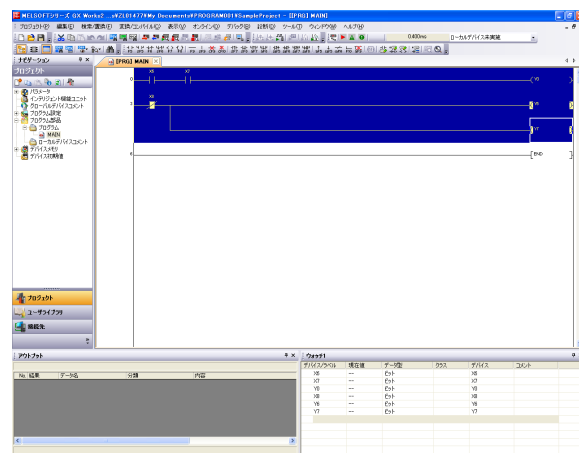 MELSOFTシリーズ GX Works2 ...s¥ZL01477¥My Documents¥PROGRAM001¥SampleProject - [[PRG] MAIN]
プロジェクト(P) 編集(E) 検索/置換(F) 変換/コンパイル(C) 表示(V) オンライン(O) デバッグ(B) 診断(D) ツール(T) ウィンドウ(W) ヘルプ(H)
0.400ms ローカルデバイス未実施
ナビゲーション
[PRG] MAIN
プロジェクト
パラメータ
インテリジェント機能ユニット
グローバルデバイスコメント
プログラム設定
プログラム部品
プログラム
MAIN
ローカルデバイスコメント
デバイスメモリ
デバイス初期値
X6 X7
0 Y0
X8
Y6
Y7
END
プロジェクト
ユーザライブラリ
接続先
アウトプット
No. 結果 データ名 分類 内容
ウォッチ1
デバイス/ラベル 現在値 データ型 クラス デバイス コメント
X6 -- ビット X6
X7 -- ビット X7
Y0 -- ビット Y0
X8 -- ビット X8
Y6 -- ビット Y6
Y7 -- ビット Y7